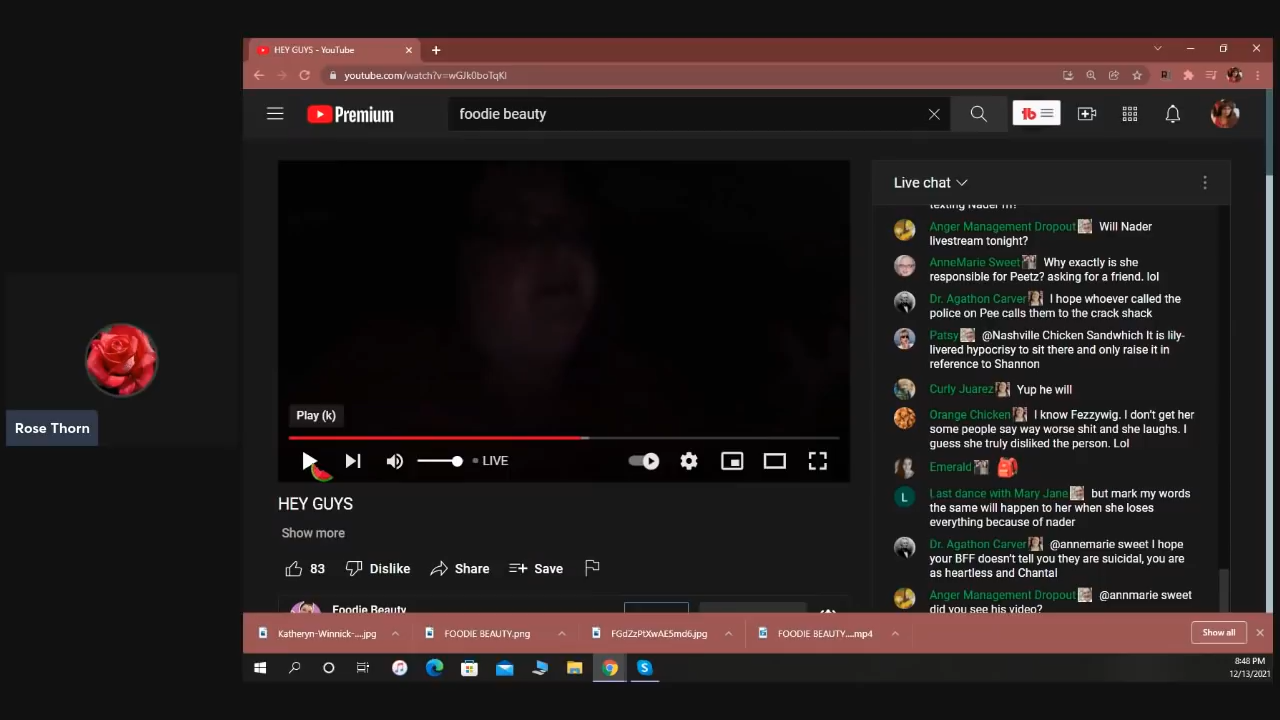 HEY GUYS - YouTube
youtube.com/watch?v=wGJk0boTqKI
Premium
foodie beauty
Live chat
texting Nader rn?
Anger Management Dropout Will Nader
livestream tonight?
AnneMarie Sweet Why exactly is she
responsible for Peetz? asking for a friend. lol
Dr. Agathon Carver I hope whoever called the
police on Pee calls them to the crack shack
Patsy @Nashville Chicken Sandwhich It is lily-
livered hypocrisy to sit there and only raise it in
reference to Shannon
Curly Juarez Yup he will
Orange Chicken I know Fezzywig. I don't get her
some people say way worse shit and she laughs. I
guess she truly disliked the person. Lol
Emerald
L
Last dance with Mary Jane but mark my words
the same will happen to her when she loses
everything because of nader
Dr. Agathon Carver @annemarie sweet I hope
your BFF doesn't tell you they are suicidal, you are
as heartless and Chantal
Anger Management Dropout @annmarie sweet
did you see his video?
Play (k)
LIVE
HEY GUYS
Show more
83 Dislike Share Save
Foodie Beauty
Rose Thorn
Katheryn-Winnick-....jpg FOODIE BEAUTY.png FGdZzPtXwAE5md6.jpg FOODIE BEAUTY....mp4 Show all
8:48 PM
12/13/2021